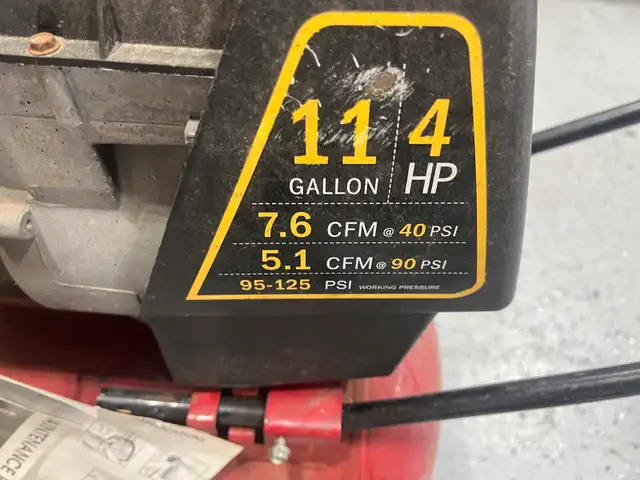 11 GALLON
4 HP
7.6 CFM @ 40 PSI
5.1 CFM @ 90 PSI
95-125 PSI WORKING PRESSURE
MAINTENANCE